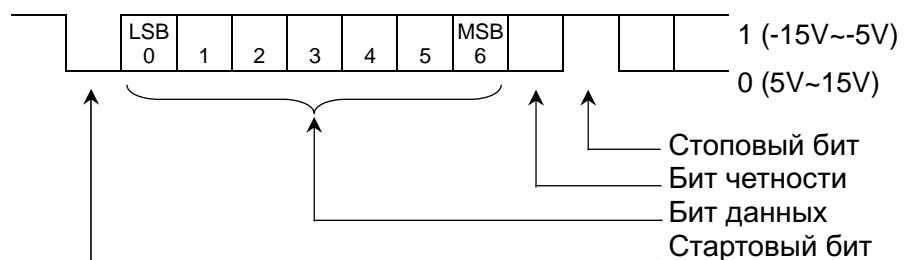 LSB MSB 1 (-15V~-5V)
0 1 2 3 4 5 6
0 (5V~15V)
Стоповый бит
Бит четности
Бит данных
Стартовый бит